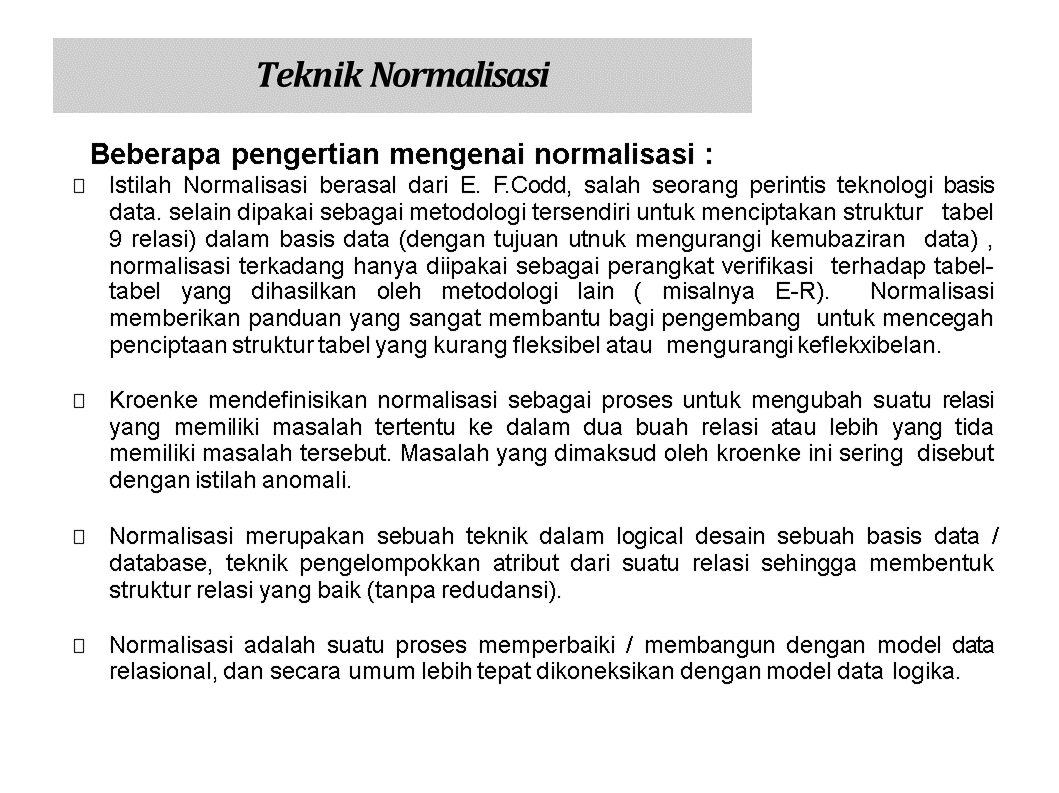 Teknik Normalisasi
Beberapa pengertian mengenai normalisasi :
Istilah Normalisasi berasal dari E. F.Codd, salah seorang perintis teknologi basis
data. selain dipakai sebagai metodologi tersendiri untuk menciptakan struktur tabel
9 relasi) dalam basis data (dengan tujuan utnuk mengurangi kemubaziran data) ,
normalisasi terkadang hanya diipakai sebagai perangkat verifikasi terhadap tabel-
tabel yang dihasilkan oleh metodologi lain ( misalnya E-R). Normalisasi
memberikan panduan yang sangat membantu bagi pengembang untuk mencegah
penciptaan struktur tabel yang kurang fleksibel atau mengurangi keflekxibelan.
Kroenke mendefinisikan normalisasi sebagai proses untuk mengubah suatu relasi
yang memiliki masalah tertentu ke dalam dua buah relasi atau lebih yang tida
memiliki masalah tersebut. Masalah yang dimaksud oleh kroenke ini sering disebut
dengan istilah anomali.
Normalisasi merupakan sebuah teknik dalam logical desain sebuah basis data /
database, teknik pengelompokkan atribut dari suatu relasi sehingga membentuk
struktur relasi yang baik (tanpa redudansi).
Normalisasi adalah suatu proses memperbaiki / membangun dengan model data
relasional, dan secara umum lebih tepat dikoneksikan dengan model data logika.